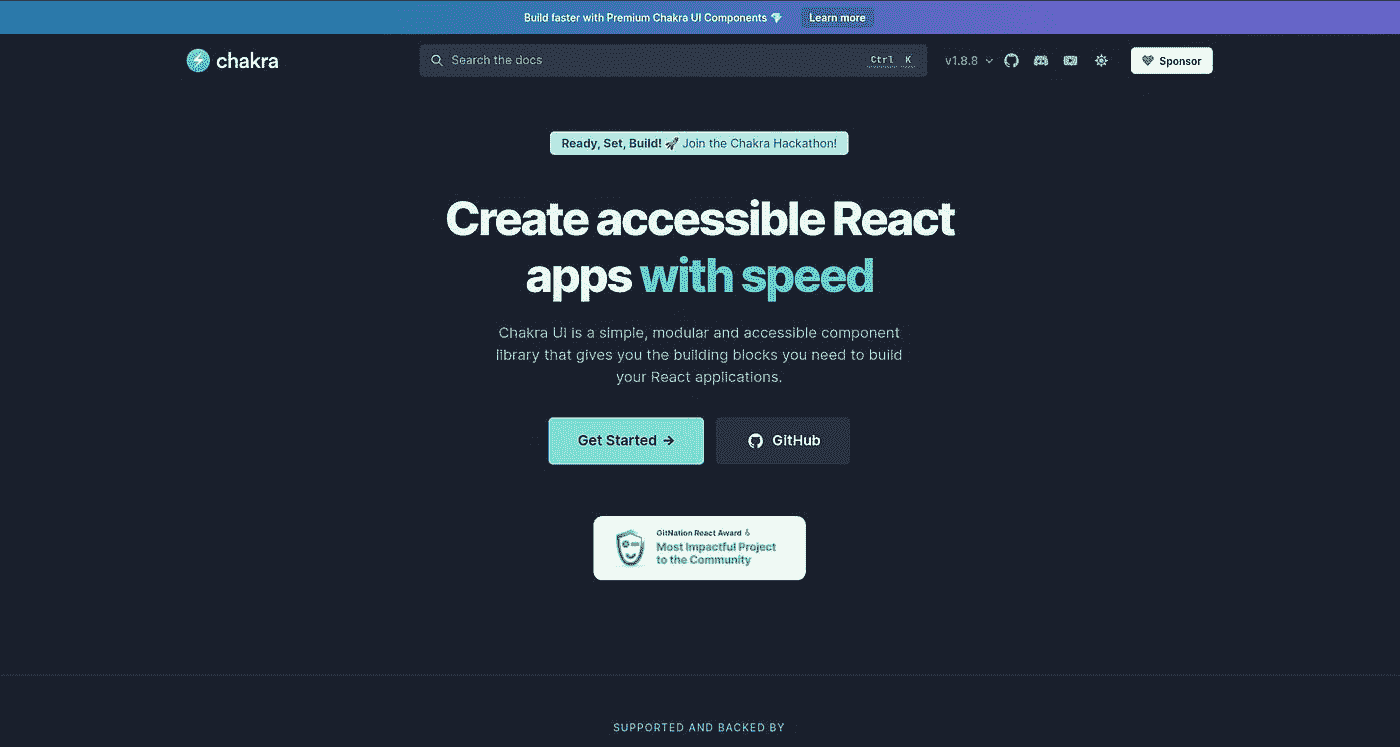 Build faster with Premium Chakra UI Components 💎 Learn more
chakra
Search the docs
Ctrl K
v1.8.8
Sponsor
Ready, Set, Build! 🚀 Join the Chakra Hackathon!
Create accessible React
apps with speed
Chakra UI is a simple, modular and accessible component
library that gives you the building blocks you need to build
your React applications.
Get Started →
GitHub
GitNation React Award
Most Impactful Project
to the Community
SUPPORTED AND BACKED BY